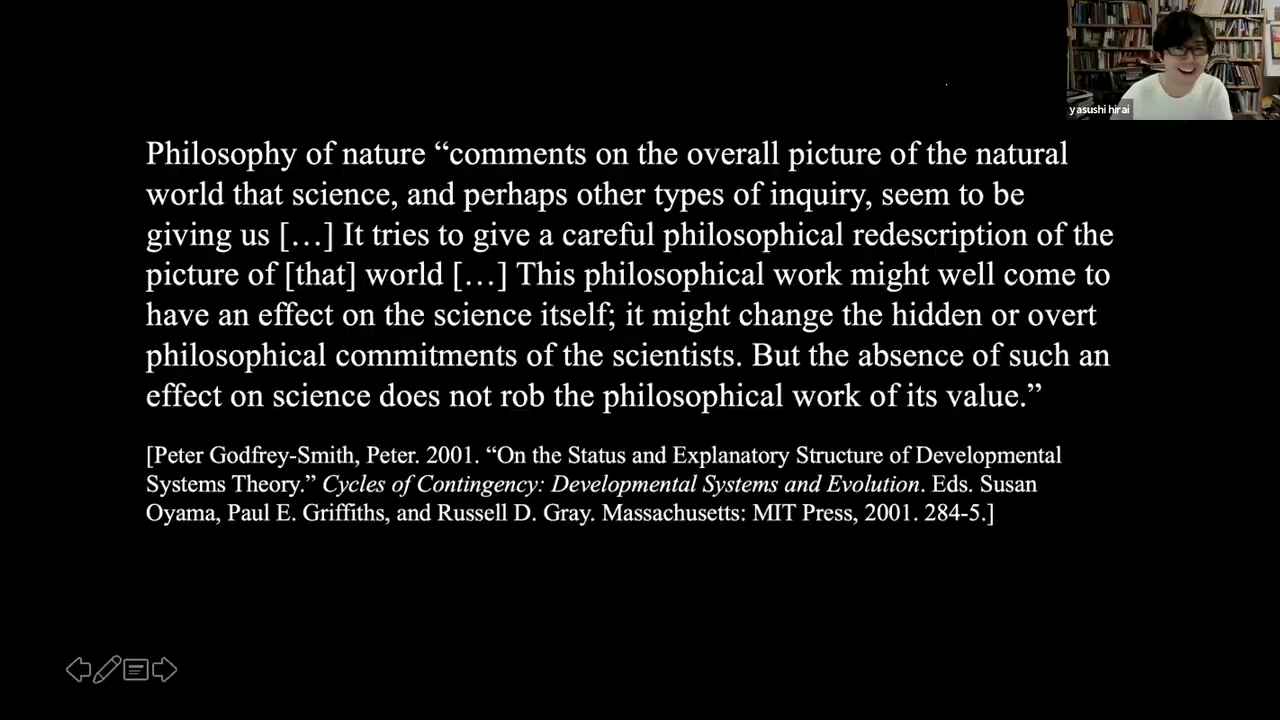 yasushi hirai
Philosophy of nature “comments on the overall picture of the natural
world that science, and perhaps other types of inquiry, seem to be
giving us […] It tries to give a careful philosophical redescription of the
picture of [that] world […] This philosophical work might well come to
have an effect on the science itself; it might change the hidden or overt
philosophical commitments of the scientists. But the absence of such an
effect on science does not rob the philosophical work of its value.”
[Peter Godfrey-Smith, Peter. 2001. “On the Status and Explanatory Structure of Developmental
Systems Theory.” Cycles of Contingency: Developmental Systems and Evolution. Eds. Susan
Oyama, Paul E. Griffiths, and Russell D. Gray. Massachusetts: MIT Press, 2001. 284-5.]